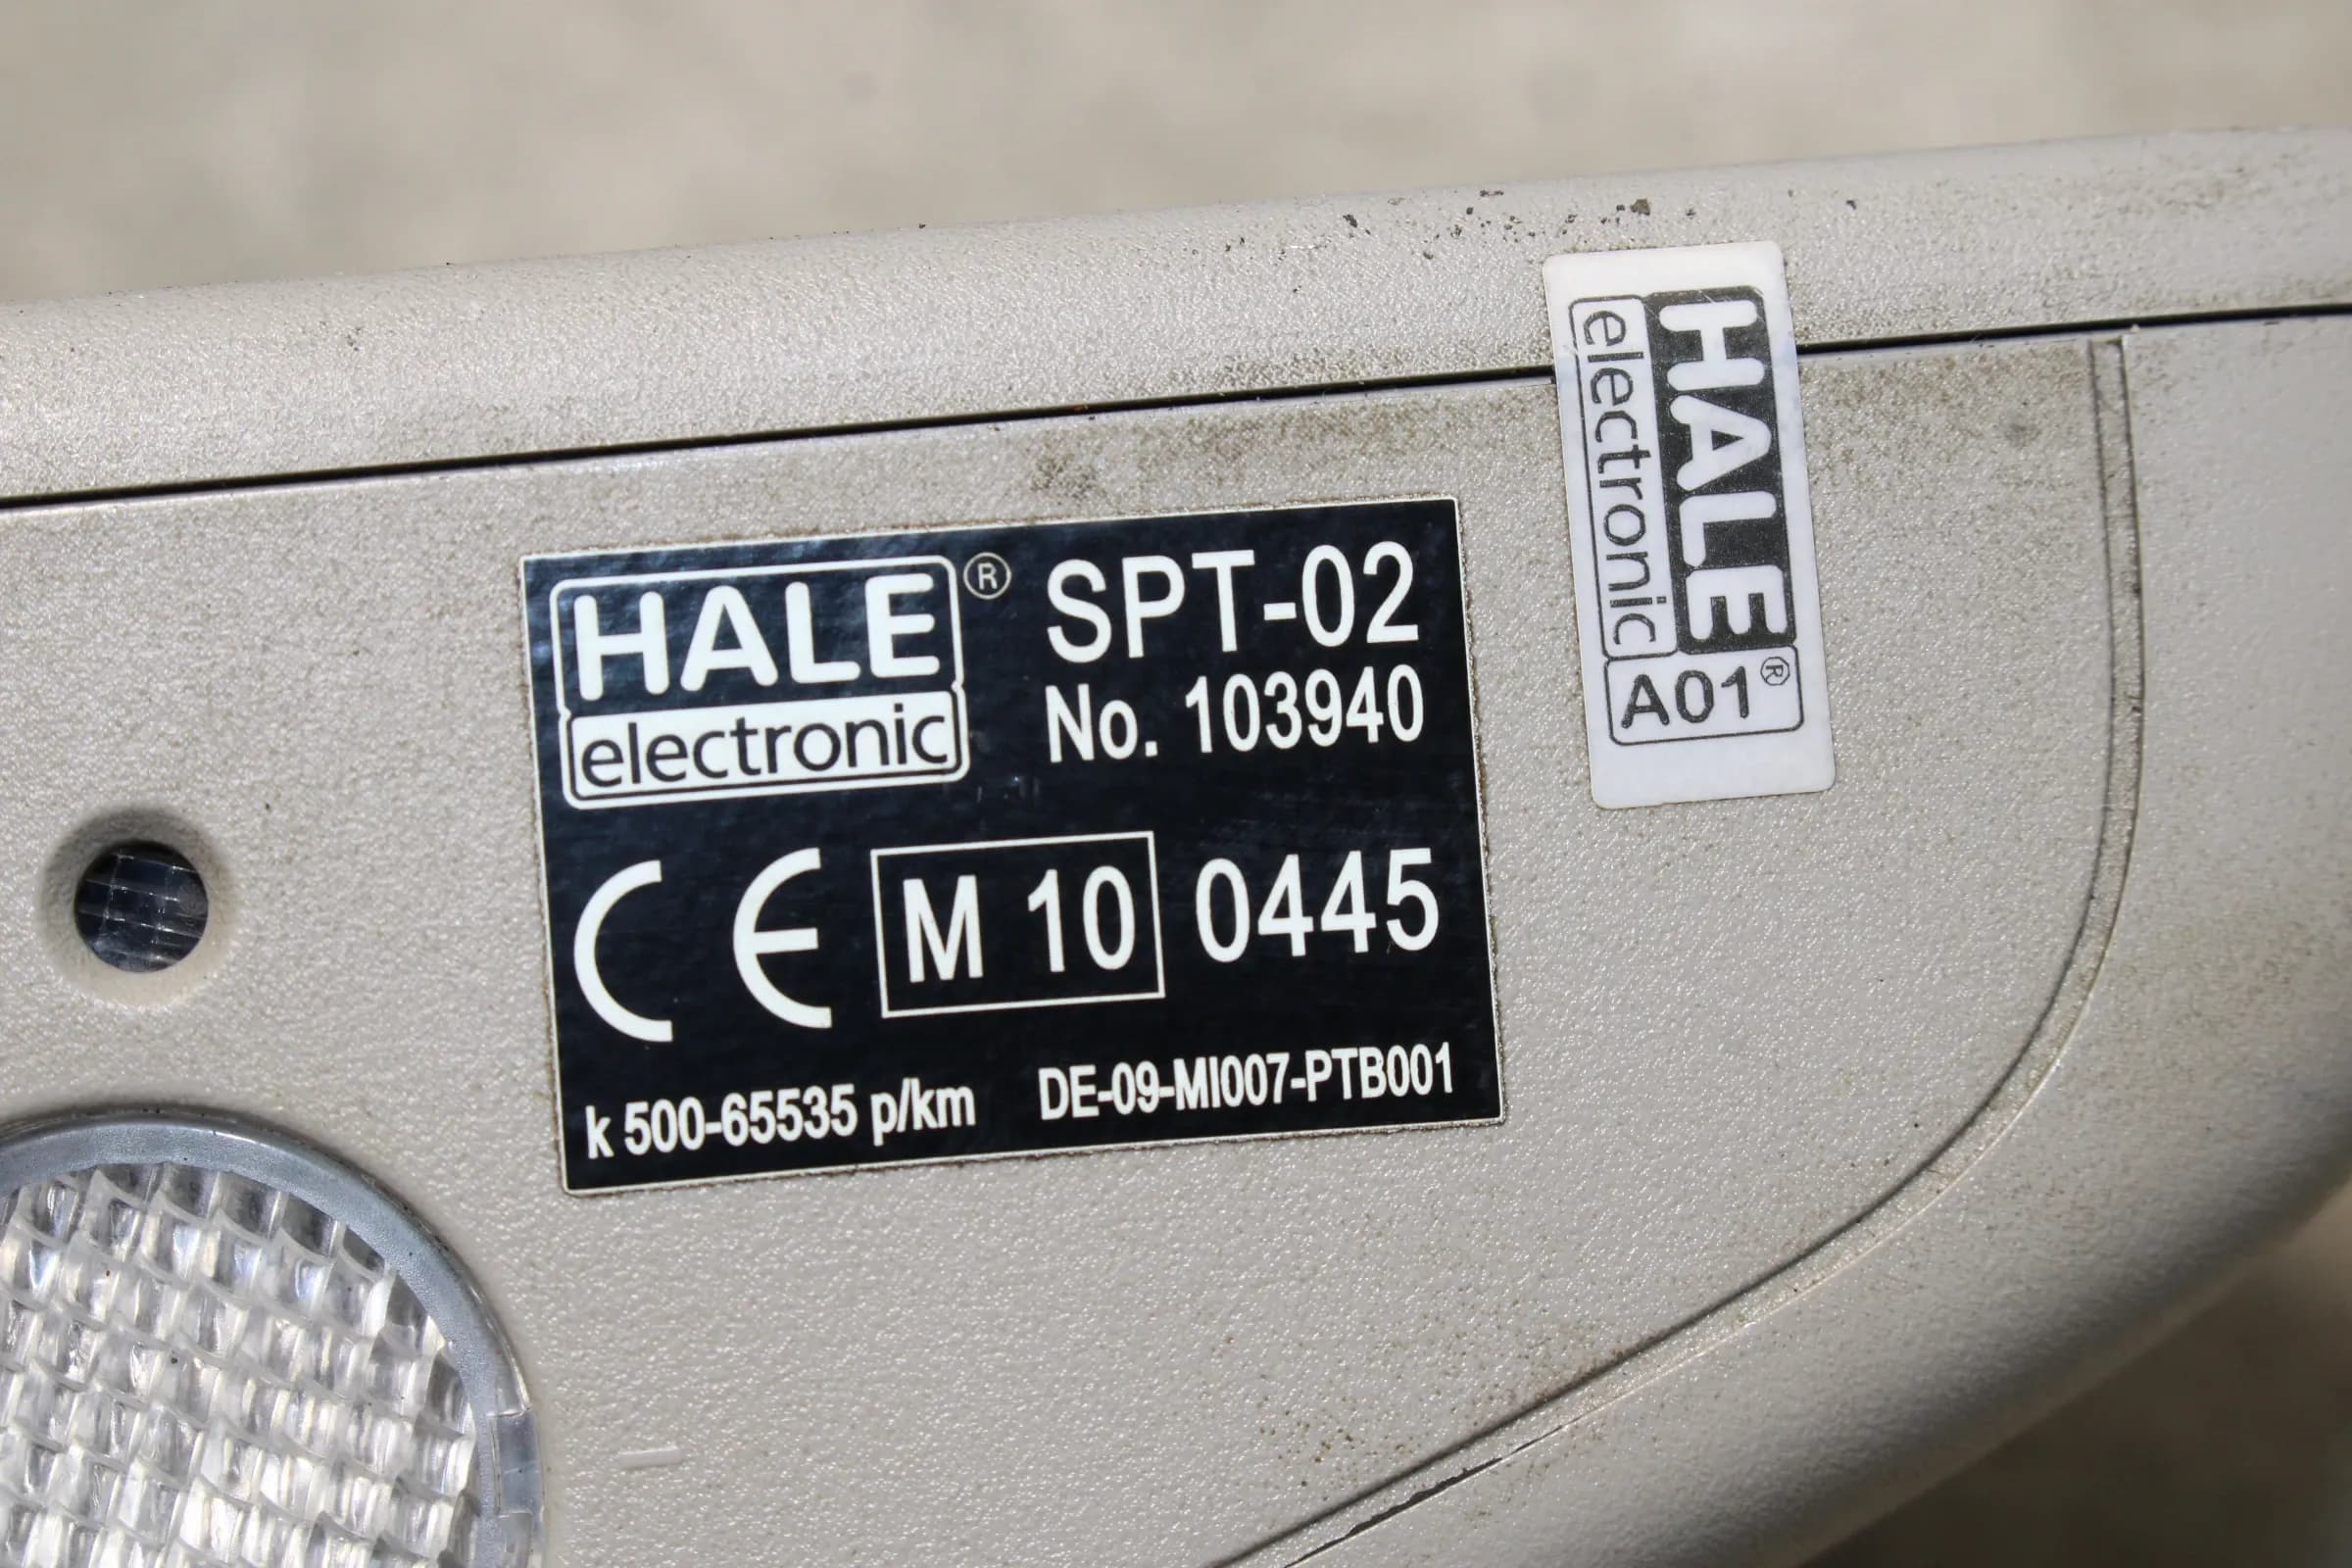 HALE ® SPT-02
electronic No. 103940
CE M 10 0445
k 500-65535 p/km DE-09-MI007-PTB001
HALE
electronic
A01 ®